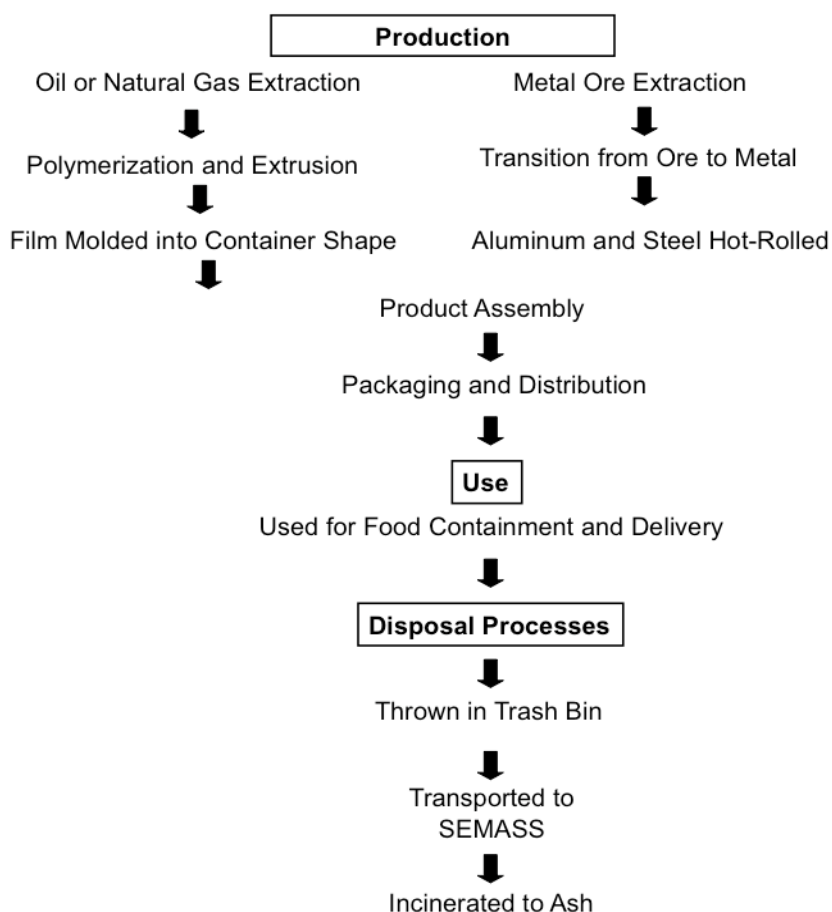 Production
Oil or Natural Gas Extraction
Metal Ore Extraction
Polymerization and Extrusion
Transition from Ore to Metal
Film Molded into Container Shape
Aluminum and Steel Hot-Rolled
Product Assembly
Packaging and Distribution
Use
Used for Food Containment and Delivery
Disposal Processes
Thrown in Trash Bin
Transported to
SEMASS
Incinerated to Ash